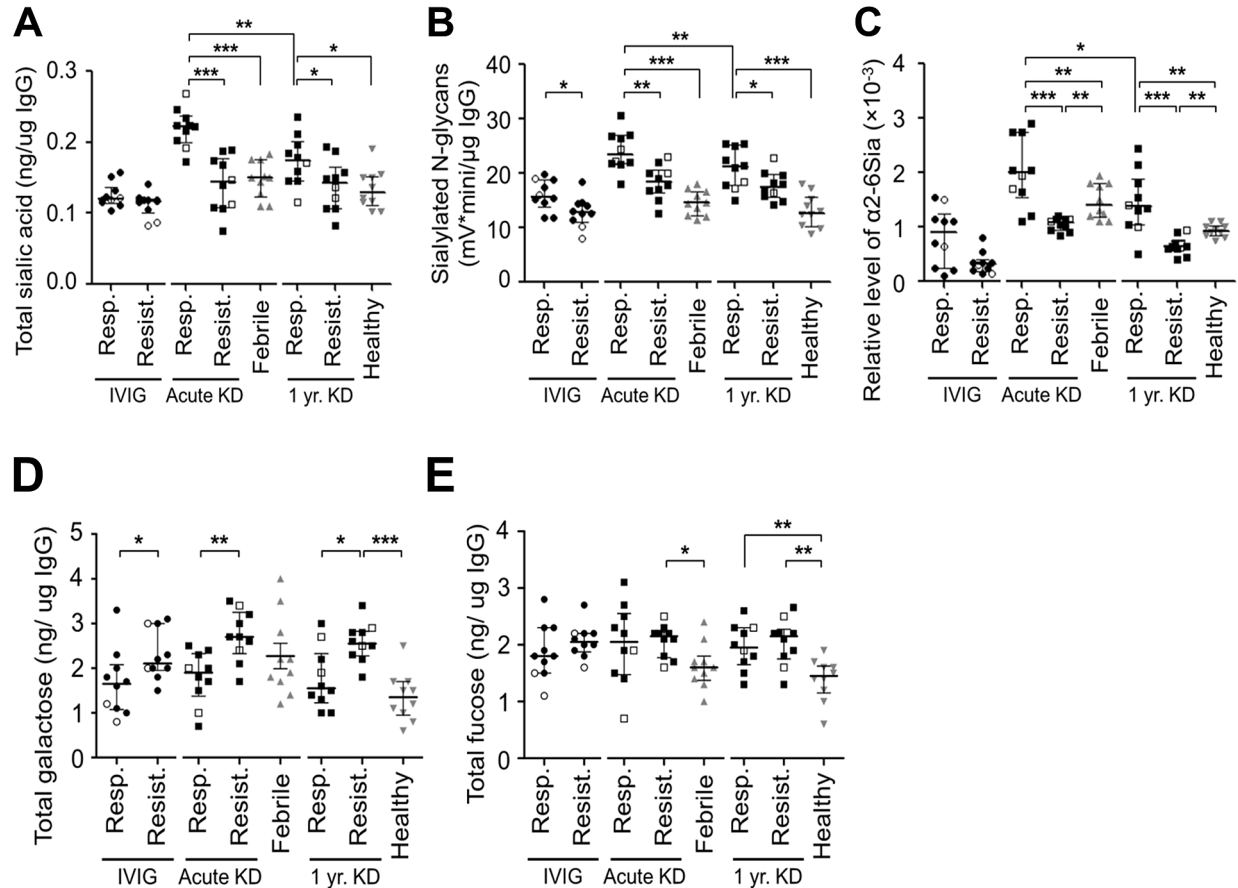 A
Total sialic acid (ng/ug IgG)
0.3
0.2
0.1
0.0
**
***
***
*
*
Resp.
Resist.
Resp.
Resist.
Febrile
Resp.
Resist.
Healthy
IVIG
Acute KD
1 yr. KD
B
Sialylated N-glycans
(mV*mini/µg IgG)
40
30
20
10
0
*
**
***
**
***
*
Resp.
Resist.
Resp.
Resist.
Febrile
Resp.
Resist.
Healthy
IVIG
Acute KD
1 yr. KD
C
Relative level of α2-6Sia (×10⁻³)
4
3
2
1
0
*
**
***
**
**
***
**
Resp.
Resist.
Resp.
Resist.
Febrile
Resp.
Resist.
Healthy
IVIG
Acute KD
1 yr. KD
D
Total galactose (ng/ ug IgG)
5
4
3
2
1
0
*
**
*
***
Resp.
Resist.
Resp.
Resist.
Febrile
Resp.
Resist.
Healthy
IVIG
Acute KD
1 yr. KD
E
Total fucose (ng/ ug IgG)
4
3
2
1
0
*
**
**
Resp.
Resist.
Resp.
Resist.
Febrile
Resp.
Resist.
Healthy
IVIG
Acute KD
1 yr. KD